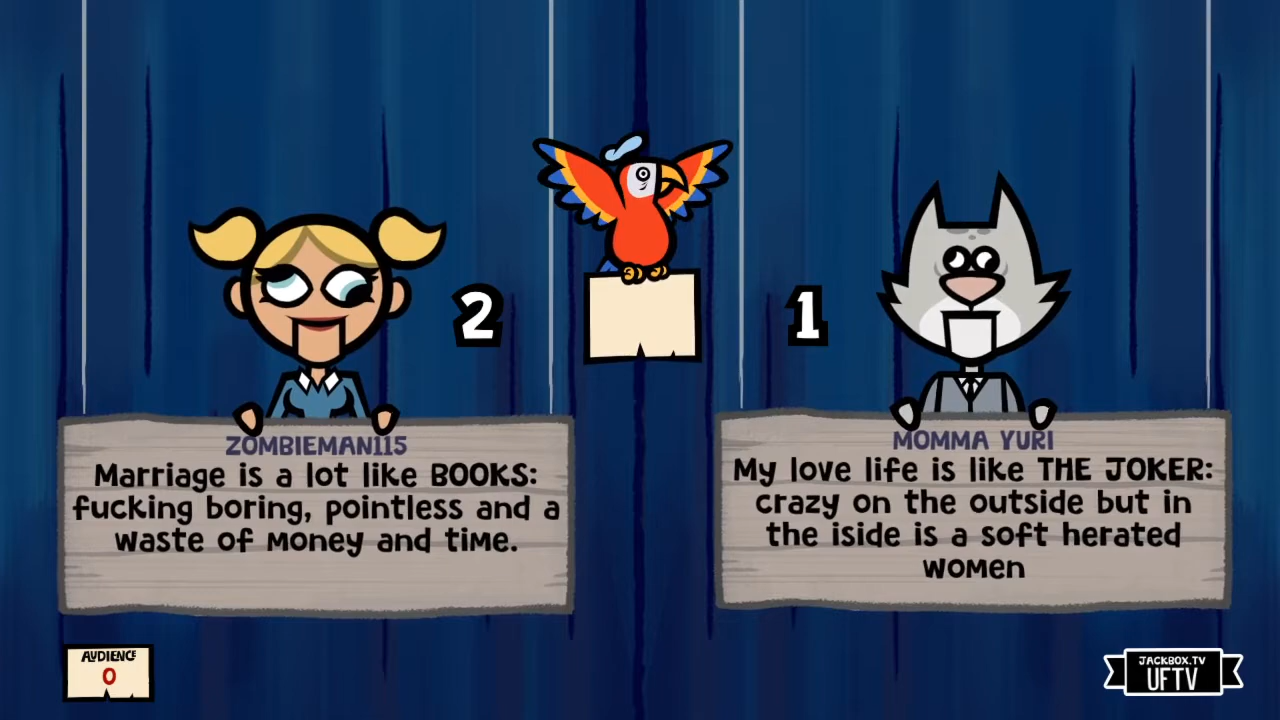 2
1
ZOMBIEMAN115
Marriage is a lot like BOOKS:
fucking boring, pointless and a
waste of money and time.
MOMMA YURI
My love life is like THE JOKER:
crazy on the outside but in
the iside is a soft herated
women
AUDIENCE
0
JACKBOX.TV
UFTV